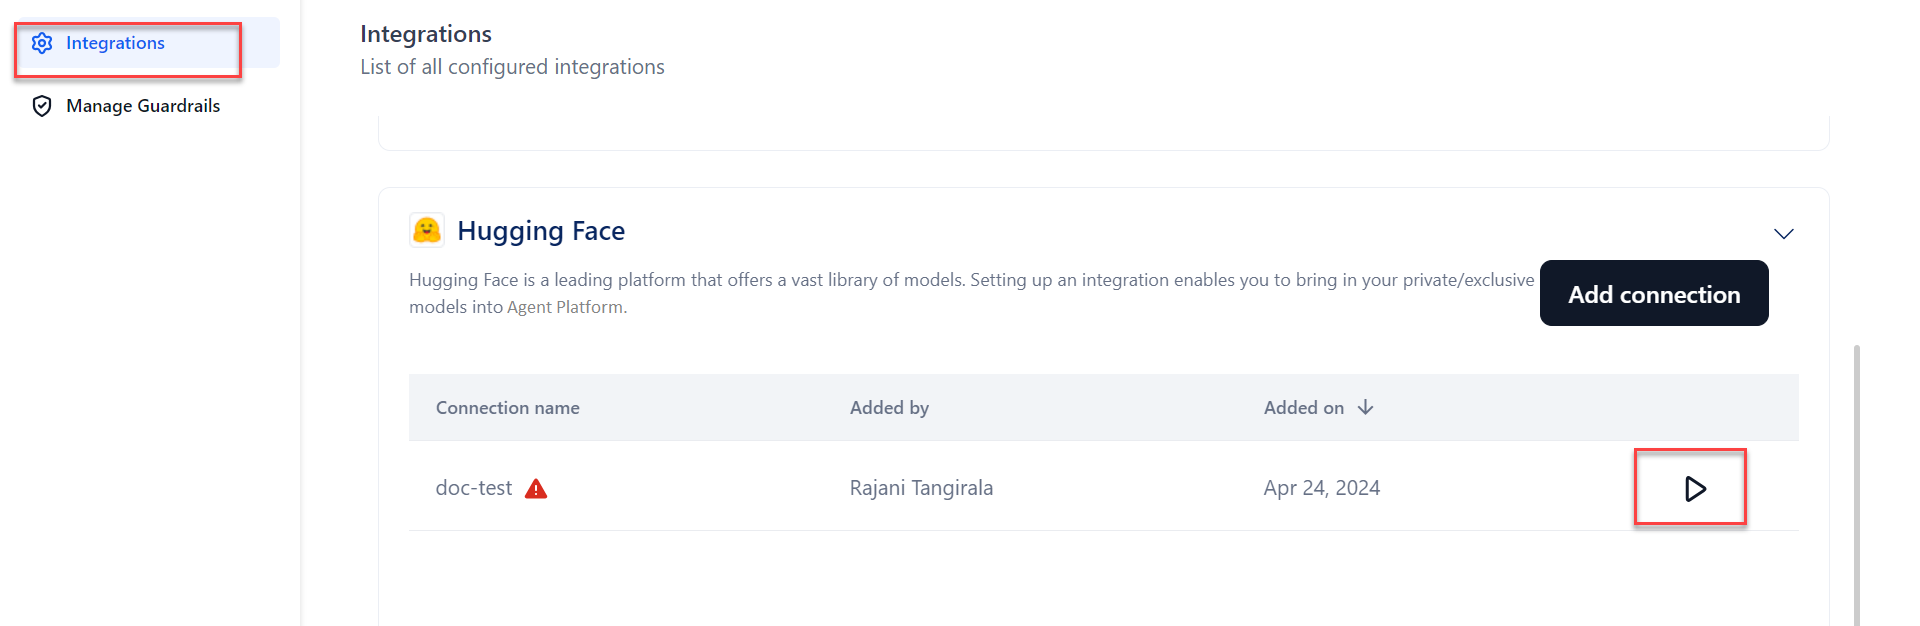 Integrations
Manage Guardrails
Integrations
List of all configured integrations
Hugging Face
Hugging Face is a leading platform that offers a vast library of models. Setting up an integration enables you to bring in your private/exclusive
models into Agent Platform.
Add connection
Connection name Added by Added on
doc-test Rajani Tangirala Apr 24, 2024